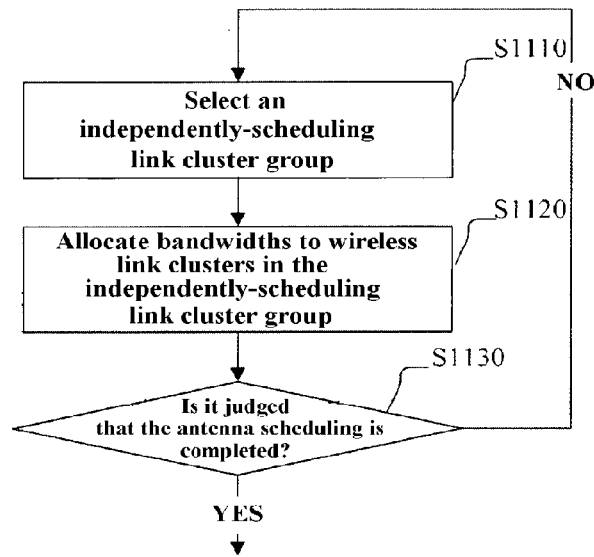 S1110
NO
Select an
independently-scheduling
link cluster group
S1120
Allocate bandwidths to wireless
link clusters in the
independently-scheduling
link cluster group
S1130
Is it judged
that the antenna scheduling is
completed?
YES